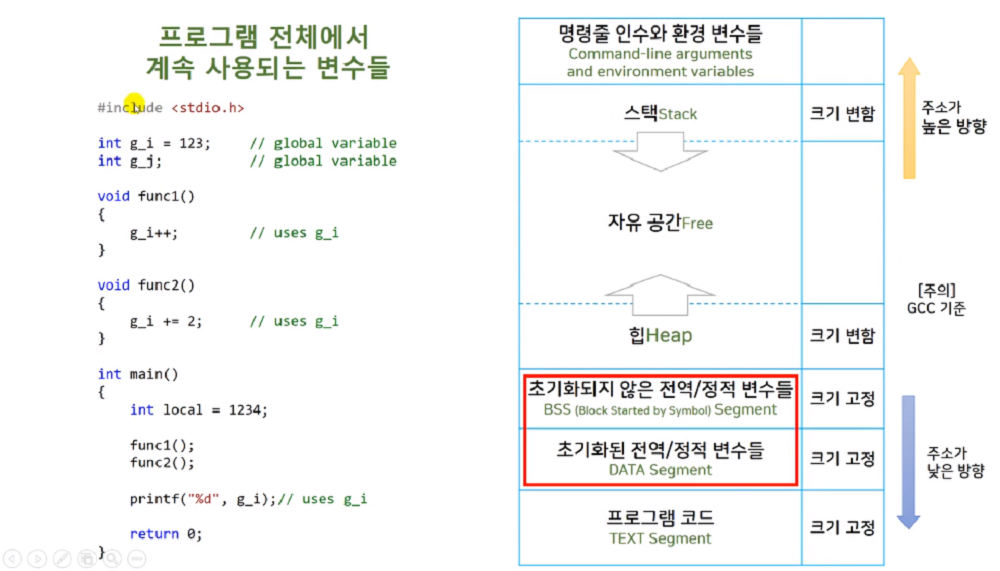 프로그램 전체에서
계속 사용되는 변수들
#include <stdio.h>
int g_i = 123; // global variable
int g_j; // global variable
void func1()
{
g_i++; // uses g_i
}
void func2()
{
g_i += 2; // uses g_i
}
int main()
{
int local = 1234;
func1();
func2();
printf("%d", g_i);// uses g_i
return 0;
}
명령줄 인수와 환경 변수들
Command-line arguments
and environment variables
스택Stack
크기 변함
자유 공간Free
힙Heap
크기 변함
초기화되지 않은 전역/정적 변수들
BSS (Block Started by Symbol) Segment
크기 고정
초기화된 전역/정적 변수들
DATA Segment
크기 고정
프로그램 코드
TEXT Segment
크기 고정
주소가
높은 방향
[주의]
GCC 기준
주소가
낮은 방향